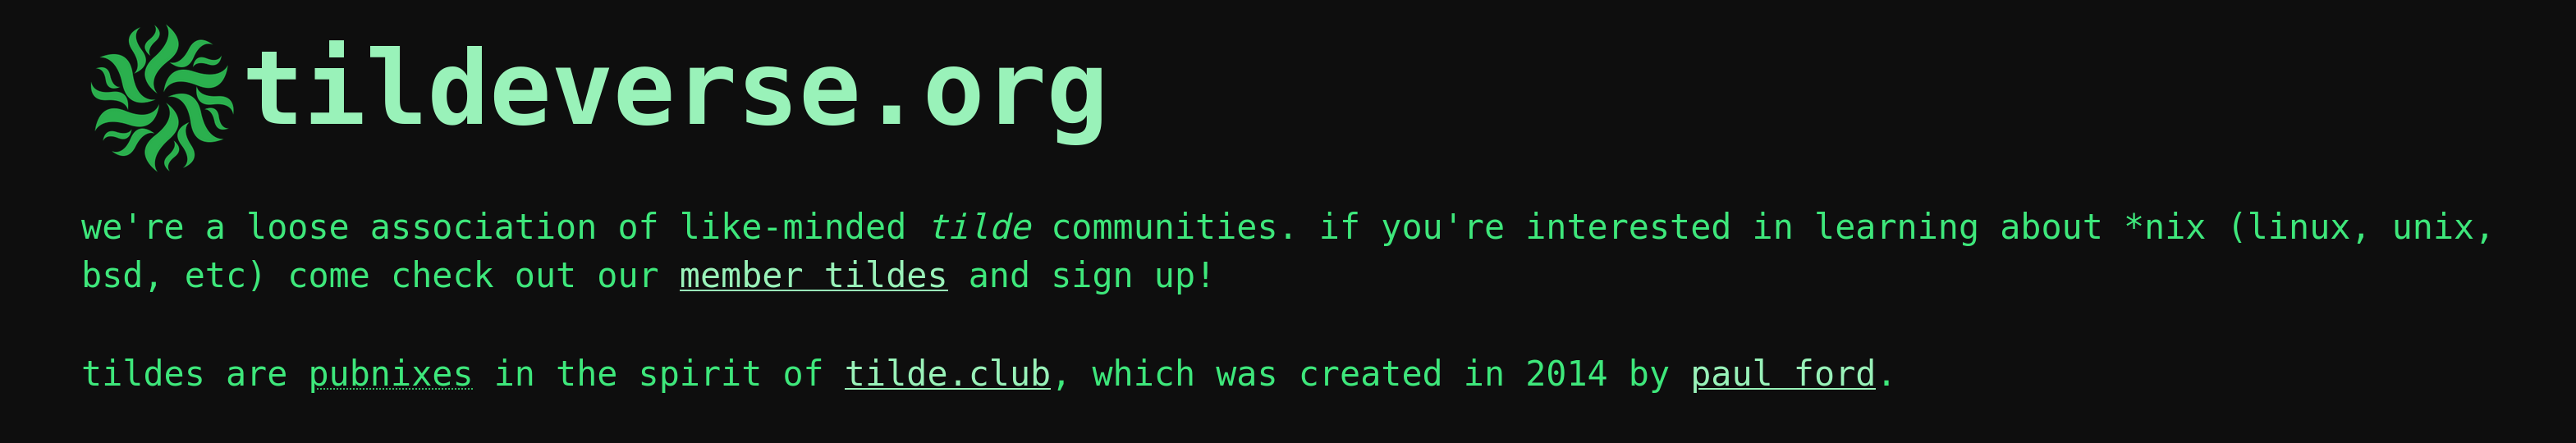 tildeverse.org
we're a loose association of like-minded tilde communities. if you're interested in learning about *nix (linux, unix,
bsd, etc) come check out our member tildes and sign up!
tildes are pubnixes in the spirit of tilde.club, which was created in 2014 by paul ford.